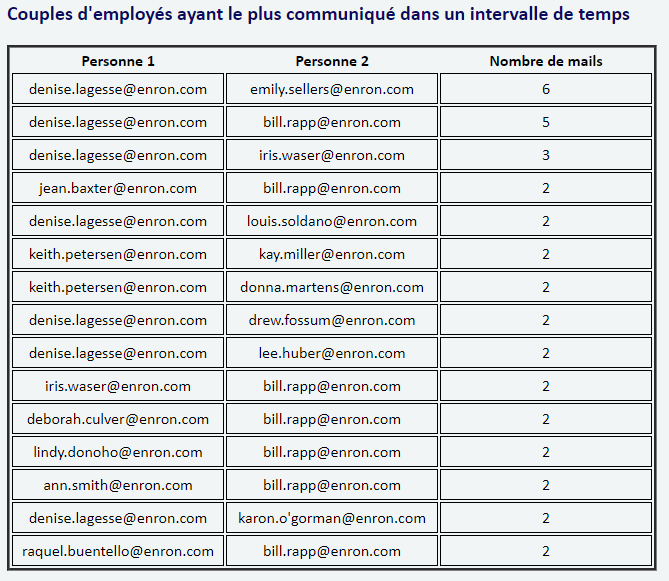 Couples d'employés ayant le plus communiqué dans un intervalle de temps
Personne 1 Personne 2 Nombre de mails
denise.lagesse@enron.com emily.sellers@enron.com 6
denise.lagesse@enron.com bill.rapp@enron.com 5
denise.lagesse@enron.com iris.waser@enron.com 3
jean.baxter@enron.com bill.rapp@enron.com 2
denise.lagesse@enron.com louis.soldano@enron.com 2
keith.petersen@enron.com kay.miller@enron.com 2
keith.petersen@enron.com donna.martens@enron.com 2
denise.lagesse@enron.com drew.fossum@enron.com 2
denise.lagesse@enron.com lee.huber@enron.com 2
iris.waser@enron.com bill.rapp@enron.com 2
deborah.culver@enron.com bill.rapp@enron.com 2
lindy.donoho@enron.com bill.rapp@enron.com 2
ann.smith@enron.com bill.rapp@enron.com 2
denise.lagesse@enron.com karon.o'gorman@enron.com 2
raquel.buentello@enron.com bill.rapp@enron.com 2